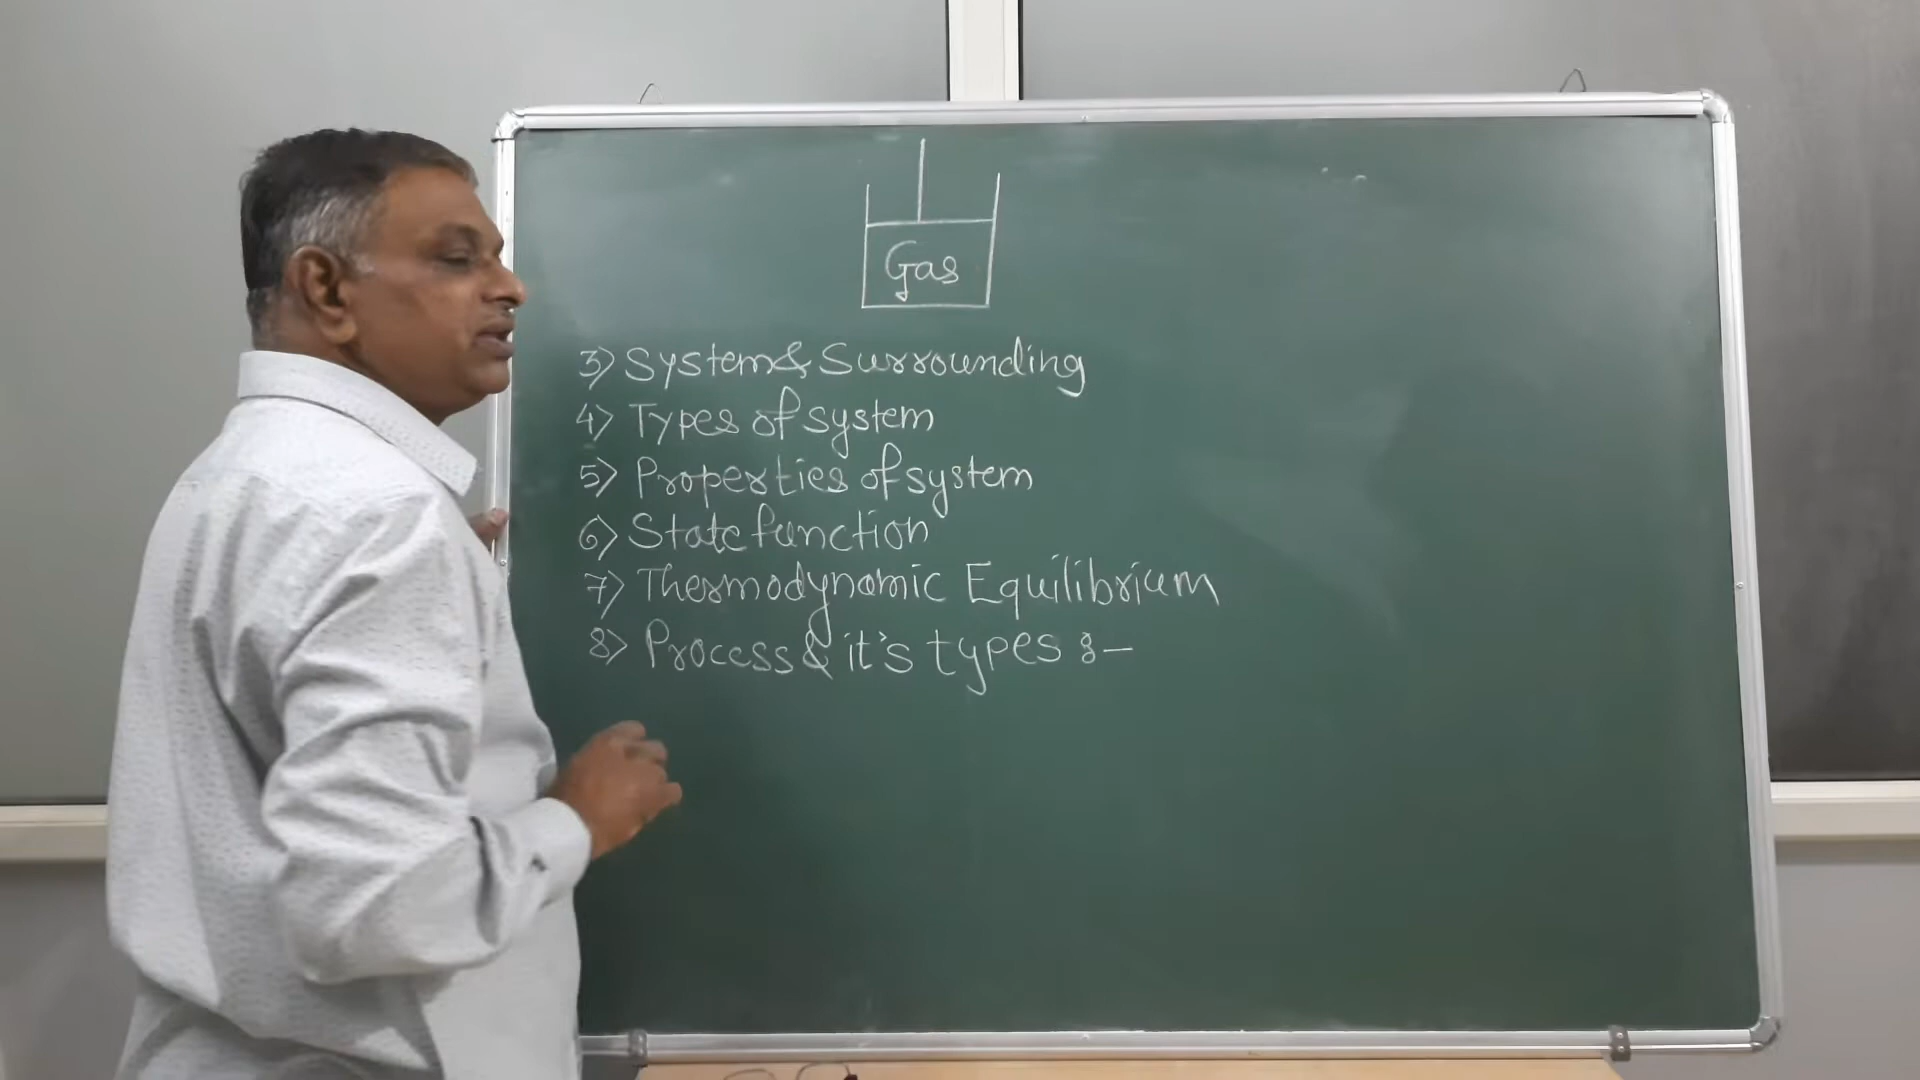 Gas
3) System & Surrounding
4) Types of system
5) Properties of system
6) State function
7) Thermodynamic Equilibrium
8) Process & it's types :-